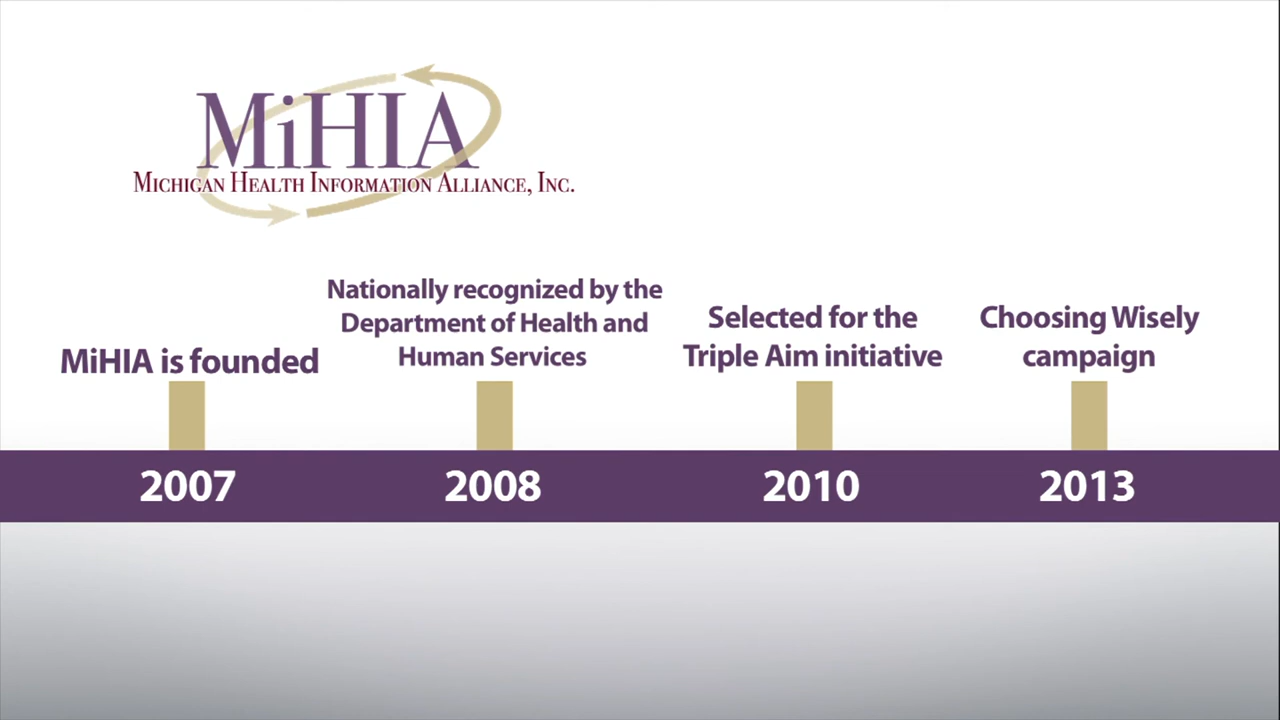 MiHIA
MICHIGAN HEALTH INFORMATION ALLIANCE, INC.
MiHIA is founded
Nationally recognized by the
Department of Health and
Human Services
Selected for the
Triple Aim initiative
Choosing Wisely
campaign
2007
2008
2010
2013